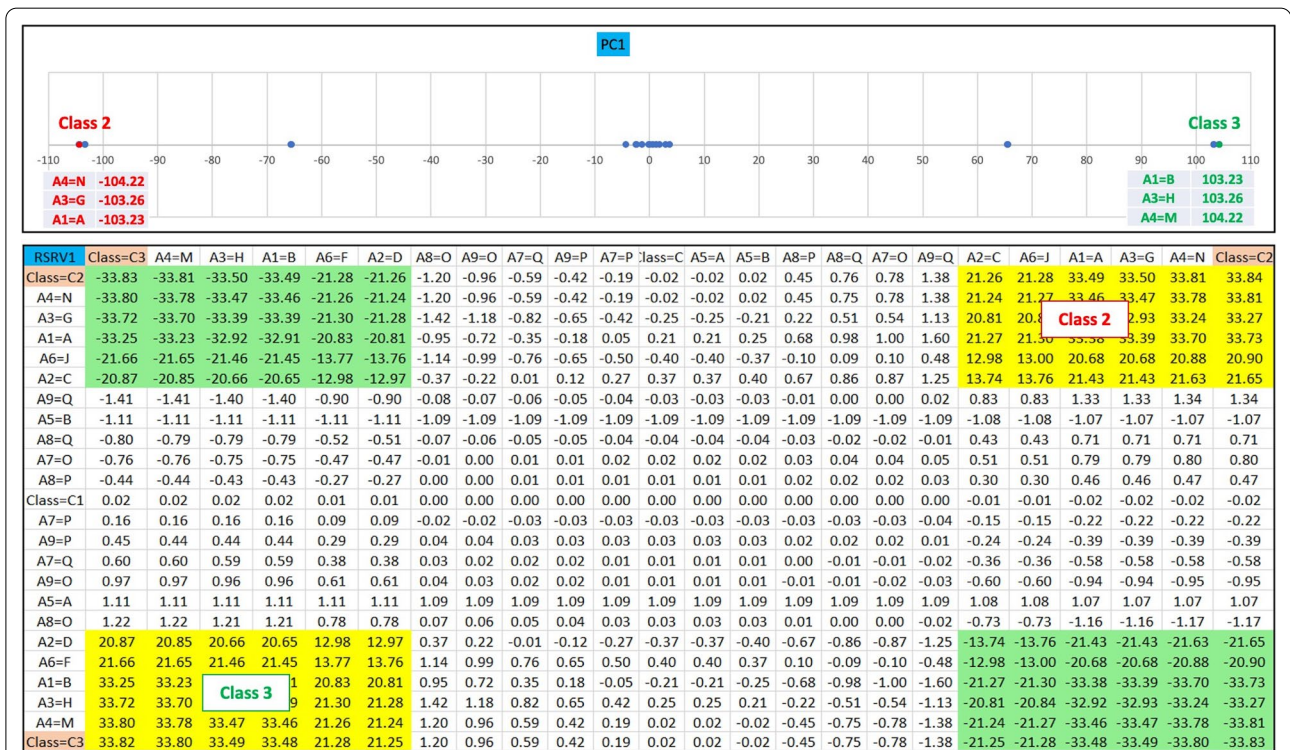 PC1
Class 2
Class 3
-110 -100 -90 -80 -70 -60 -50 -40 -30 -20 -10 0 10 20 30 40 50 60 70 80 90 100 110
A4=N -104.22
A3=G -103.26
A1=A -103.23
A1=B 103.23
A3=H 103.26
A4=M 104.22
RSRV1 Class=C3 A4=M A3=H A1=B A6=F A2=D A8=O A9=O A7=Q A9=P A7=P Class=C A5=A A5=B A8=P A8=Q A7=O A9=Q A2=C A6=J A1=A A3=G A4=N Class=C2
Class=C2 -33.83 -33.81 -33.50 -33.49 -21.28 -21.26 -1.20 -0.96 -0.59 -0.42 -0.19 -0.02 -0.02 0.02 0.45 0.76 0.78 1.38 21.26 21.28 33.49 33.50 33.81 33.84
A4=N -33.80 -33.78 -33.47 -33.46 -21.26 -21.24 -1.20 -0.96 -0.59 -0.42 -0.19 -0.02 -0.02 0.02 0.45 0.75 0.78 1.38 21.24 21.27 33.46 33.47 33.78 33.81
A3=G -33.72 -33.70 -33.39 -33.39 -21.30 -21.28 -1.42 -1.18 -0.82 -0.65 -0.42 -0.25 -0.25 -0.21 0.22 0.51 0.54 1.13 20.81 33.24 33.27
Class 2
A1=A -33.25 -33.23 -32.92 -32.91 -20.83 -20.81 -0.95 -0.72 -0.35 -0.18 0.05 0.21 0.21 0.25 0.68 0.98 1.00 1.60 21.27 21.30 33.38 33.39 33.70 33.73
A6=J -21.66 -21.65 -21.46 -21.45 -13.77 -13.76 -1.14 -0.99 -0.76 -0.65 -0.50 -0.40 -0.40 -0.37 -0.10 0.09 0.10 0.48 12.98 13.00 20.68 20.68 20.88 20.90
A2=C -20.87 -20.85 -20.66 -20.65 -12.98 -12.97 -0.37 -0.22 0.01 0.12 0.27 0.37 0.37 0.40 0.67 0.86 0.87 1.25 13.74 13.76 21.43 21.43 21.63 21.65
A9=Q -1.41 -1.41 -1.40 -1.40 -0.90 -0.90 -0.08 -0.07 -0.06 -0.05 -0.04 -0.03 -0.03 -0.03 -0.01 0.00 0.00 0.02 0.83 0.83 1.33 1.33 1.34 1.34
A5=B -1.11 -1.11 -1.11 -1.11 -1.11 -1.11 -1.09 -1.09 -1.09 -1.09 -1.09 -1.09 -1.09 -1.09 -1.09 -1.09 -1.09 -1.09 -1.08 -1.08 -1.07 -1.07 -1.07 -1.07
A8=Q -0.80 -0.79 -0.79 -0.79 -0.52 -0.51 -0.07 -0.06 -0.05 -0.05 -0.04 -0.04 -0.04 -0.04 -0.03 -0.02 -0.02 -0.01 0.43 0.43 0.71 0.71 0.71 0.71
A7=O -0.76 -0.76 -0.75 -0.75 -0.47 -0.47 -0.01 0.00 0.01 0.01 0.02 0.02 0.02 0.02 0.03 0.04 0.04 0.05 0.51 0.51 0.79 0.79 0.80 0.80
A8=P -0.44 -0.44 -0.43 -0.43 -0.27 -0.27 0.00 0.00 0.01 0.01 0.01 0.01 0.01 0.01 0.02 0.02 0.02 0.03 0.30 0.30 0.46 0.46 0.47 0.47
Class=C1 0.02 0.02 0.02 0.02 0.01 0.01 0.00 0.00 0.00 0.00 0.00 0.00 0.00 0.00 0.00 0.00 0.00 0.00 -0.01 -0.01 -0.02 -0.02 -0.02 -0.02
A7=P 0.16 0.16 0.16 0.16 0.09 0.09 -0.02 -0.02 -0.03 -0.03 -0.03 -0.03 -0.03 -0.03 -0.03 -0.03 -0.03 -0.04 -0.15 -0.15 -0.22 -0.22 -0.22 -0.22
A9=P 0.45 0.44 0.44 0.44 0.29 0.29 0.04 0.04 0.03 0.03 0.03 0.03 0.03 0.03 0.02 0.02 0.02 0.01 -0.24 -0.24 -0.39 -0.39 -0.39 -0.39
A7=Q 0.60 0.60 0.59 0.59 0.38 0.38 0.03 0.02 0.02 0.02 0.01 0.01 0.01 0.01 0.00 -0.01 -0.01 -0.02 -0.36 -0.36 -0.58 -0.58 -0.58 -0.58
A9=O 0.97 0.97 0.96 0.96 0.61 0.61 0.04 0.03 0.02 0.02 0.01 0.01 0.01 0.01 -0.01 -0.01 -0.02 -0.03 -0.60 -0.60 -0.94 -0.94 -0.95 -0.95
A5=A 1.11 1.11 1.11 1.11 1.11 1.11 1.09 1.09 1.09 1.09 1.09 1.09 1.09 1.09 1.09 1.09 1.09 1.09 1.08 1.08 1.07 1.07 1.07 1.07
A8=O 1.22 1.22 1.21 1.21 0.78 0.78 0.07 0.06 0.05 0.04 0.03 0.03 0.03 0.02 0.01 0.00 0.00 -0.02 -0.73 -0.73 -1.16 -1.16 -1.17 -1.17
A2=D 20.87 20.85 20.66 20.65 12.98 12.97 0.37 0.22 -0.01 -0.12 -0.27 -0.37 -0.37 -0.40 -0.67 -0.86 -0.87 -1.25 -13.74 -13.76 -21.43 -21.43 -21.63 -21.65
A6=F 21.66 21.65 21.46 21.45 13.77 13.76 1.14 0.99 0.76 0.65 0.50 0.40 0.40 0.37 0.10 -0.09 -0.10 -0.48 -12.98 -13.00 -20.68 -20.68 -20.88 -20.90
A1=B 33.25 33.23 20.83 20.81 0.95 0.72 0.35 0.18 -0.05 -0.21 -0.21 -0.25 -0.68 -0.98 -1.00 -1.60 -21.27 -21.30 -33.38 -33.39 -33.70 -33.73
Class 3
A3=H 33.72 33.70 21.30 21.28 1.42 1.18 0.82 0.65 0.42 0.25 0.25 0.21 -0.22 -0.51 -0.54 -1.13 -20.81 -20.84 -32.92 -32.93 -33.24 -33.27
A4=M 33.80 33.78 33.47 33.46 21.26 21.24 1.20 0.96 0.59 0.42 0.19 0.02 0.02 -0.02 -0.45 -0.75 -0.78 -1.38 -21.24 -21.27 -33.46 -33.47 -33.78 -33.81
Class=C3 33.82 33.80 33.49 33.48 21.28 21.25 1.20 0.96 0.59 0.42 0.19 0.02 0.02 -0.02 -0.45 -0.75 -0.78 -1.38 -21.25 -21.28 -33.48 -33.49 -33.80 -33.83